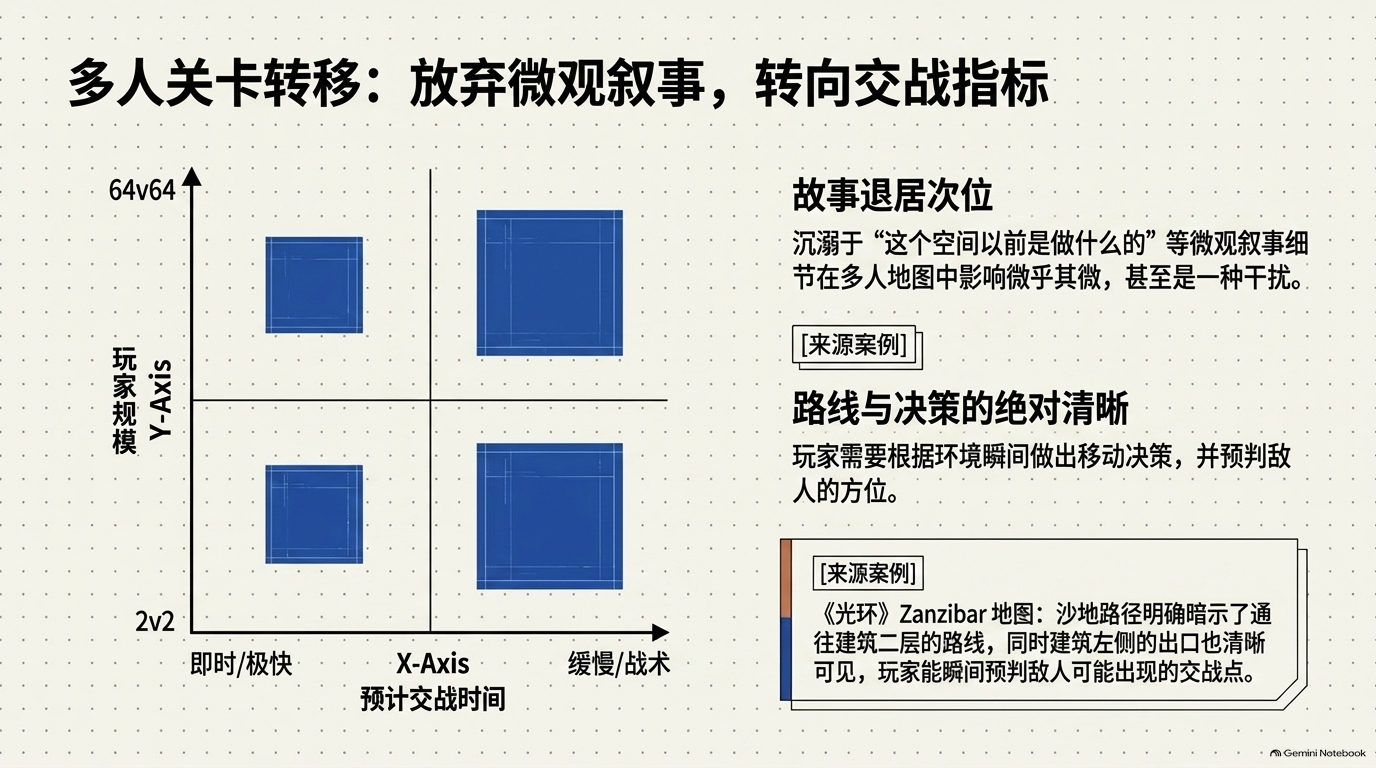 多人关卡转移：放弃微观叙事，转向交战指标
64v64
玩家规模
Y-Axis
2v2
即时/极快
X-Axis
缓慢/战术
预计交战时间
故事退居次位
沉溺于“这个空间以前是做什么的”等微观叙事细
节在多人地图中影响微乎其微，甚至是一种干扰。
[来源案例]
路线与决策的绝对清晰
玩家需要根据环境瞬间做出移动决策，并预判敌
人的方位。
[来源案例]
《光环》Zanzibar 地图：沙地路径明确暗示了通
往建筑二层的路线，同时建筑左侧的出口也清晰
可见，玩家能瞬间预判敌人可能出现的交战点。
Gemini Notebook